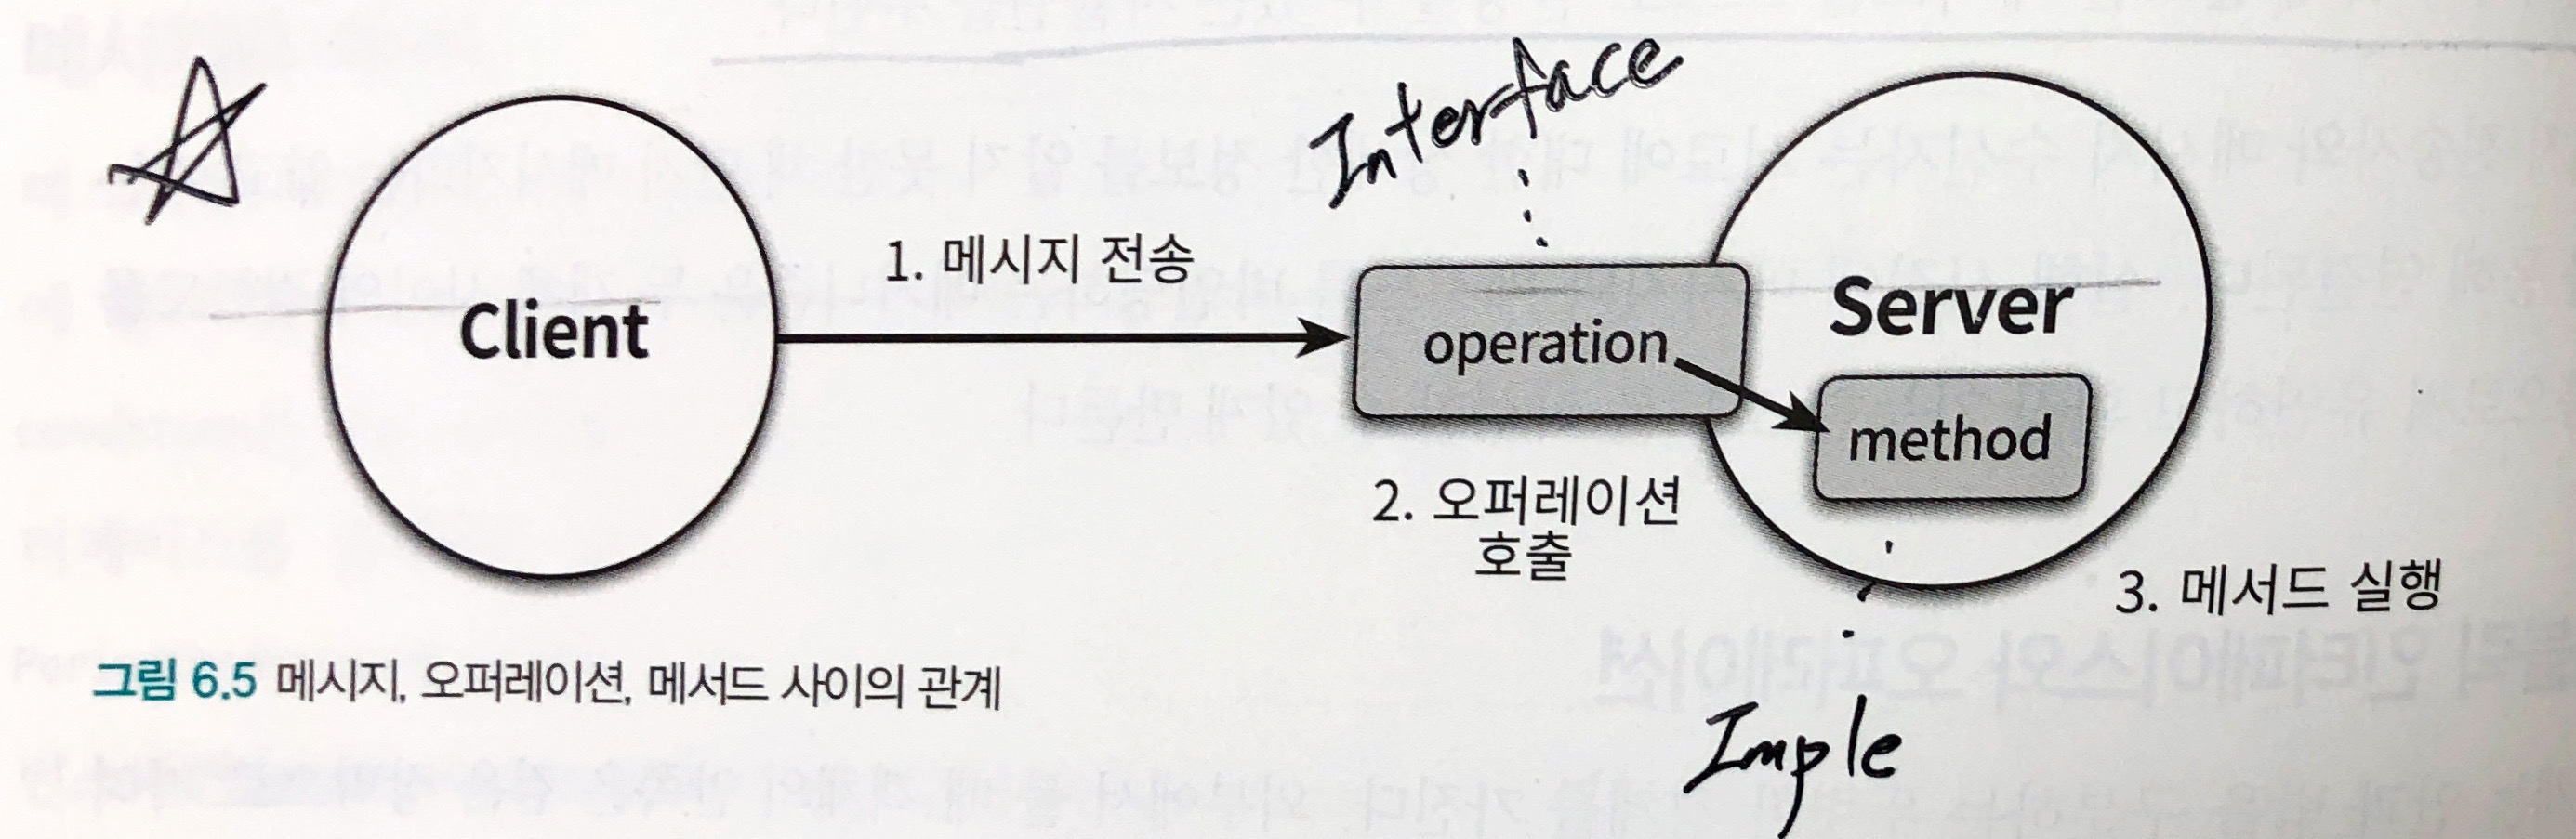 Interface
1. 메시지 전송
Client
operation
Server
method
2. 오퍼레이션
호출
3. 메서드 실행
그림 6.5 메시지, 오퍼레이션, 메서드 사이의 관계
Imple